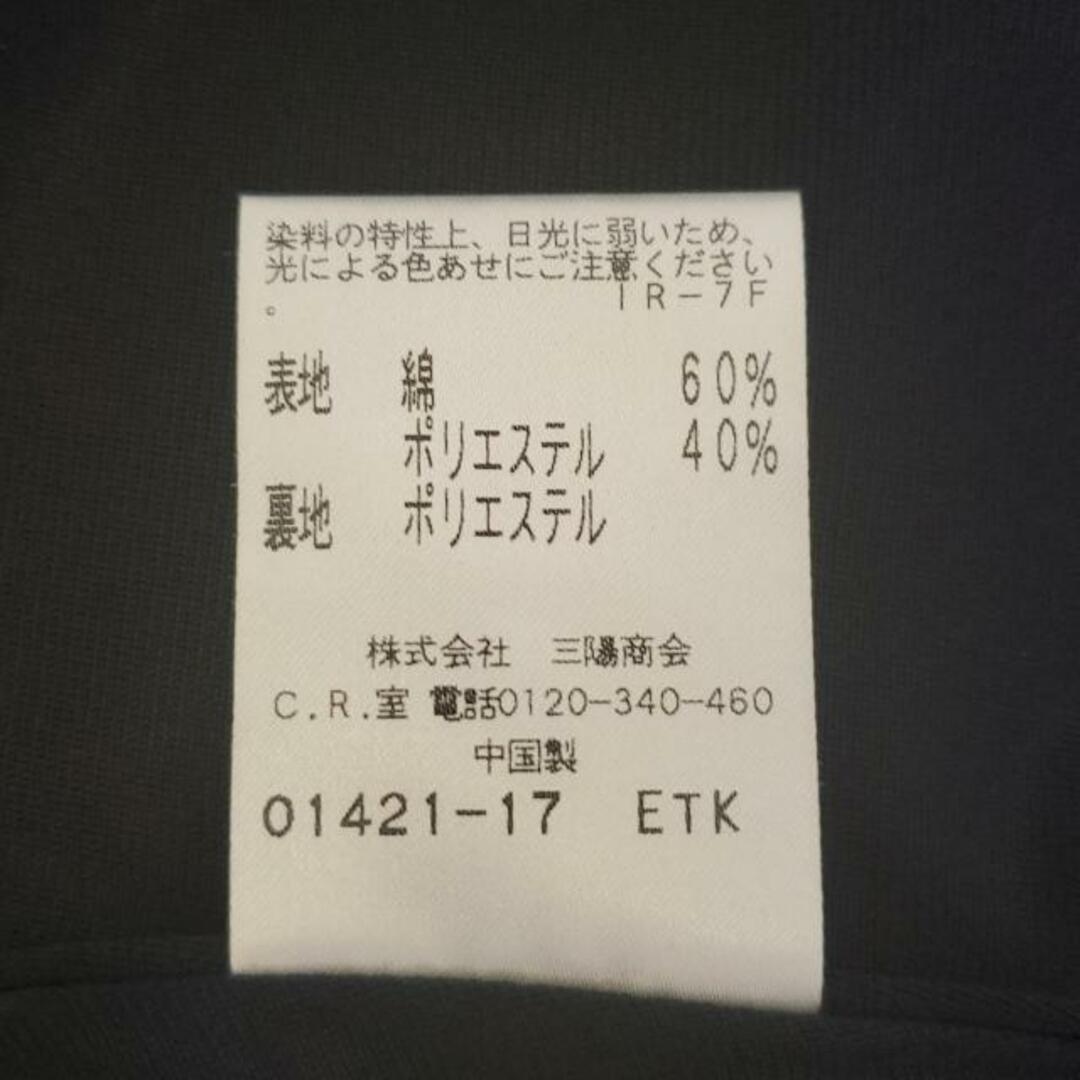 染料の特性上、日光に弱いため、
光による色あせにご注意ください
。 IR-7F
表地 綿 60%
ポリエステル 40%
裏地 ポリエステル
株式会社 三陽商会
C.R.室 電話0120-340-460
中国製
01421-17 ETK